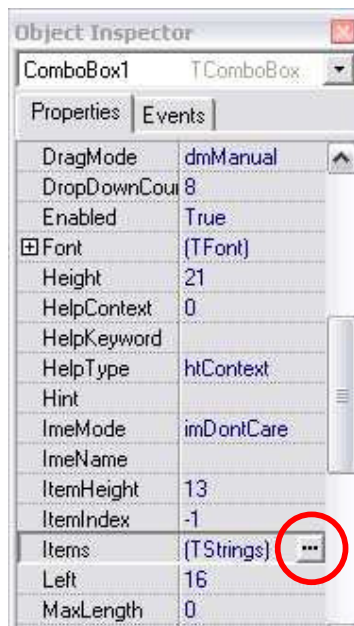 Object Inspector
ComboBox1 TComboBox
Properties Events
DragMode dmManual
DropDownCou 8
Enabled True
Font (TFont)
Height 21
HelpContext 0
HelpKeyword
HelpType htContext
Hint
ImeMode imDontCare
ImeName
ItemHeight 13
ItemIndex -1
Items (TStrings) ...
Left 16
MaxLength 0